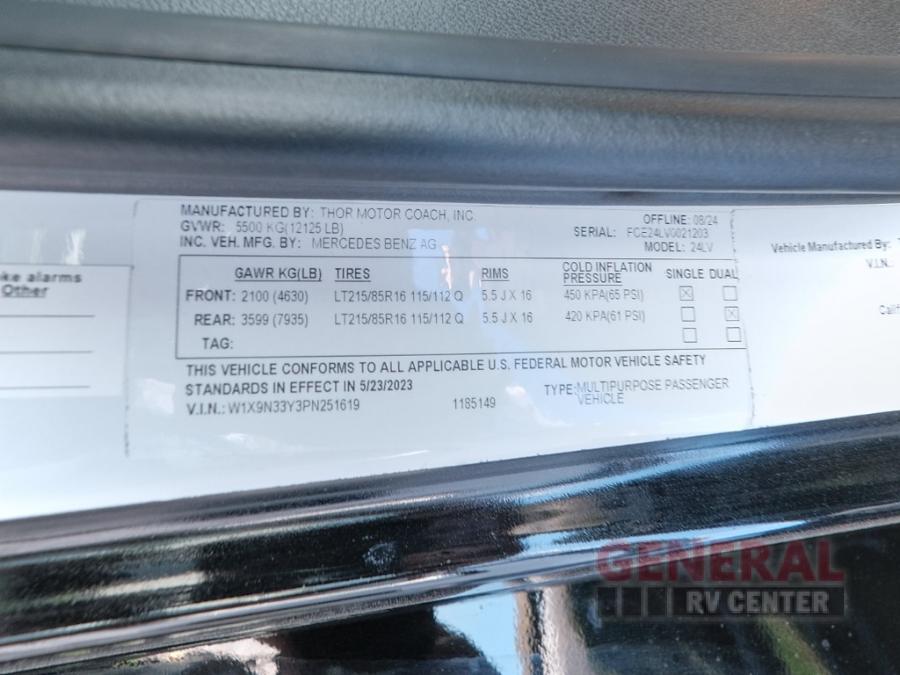 MANUFACTURED BY: THOR MOTOR COACH, INC.
GVWR: 5500 KG(12125 LB)
INC. VEH. MFG. BY: MERCEDES BENZ AG
OFFLINE: 08/24
SERIAL: FCE24LV0021203
MODEL: 24LV
GAWR KG(LB) TIRES RIMS COLD INFLATION PRESSURE SINGLE DUAL
FRONT: 2100 (4630) LT215/85R16 115/112 Q 5.5 J X 16 450 KPA(65 PSI)
REAR: 3599 (7935) LT215/85R16 115/112 Q 5.5 J X 16 420 KPA(61 PSI)
TAG:
THIS VEHICLE CONFORMS TO ALL APPLICABLE U.S. FEDERAL MOTOR VEHICLE SAFETY
STANDARDS IN EFFECT IN 5/23/2023
V.I.N.: W1X9N33Y3PN251619 1185149 TYPE: MULTIPURPOSE PASSENGER
VEHICLE
ke alarms
Other
Vehicle Manufactured By:
V.I.N.
Calif
GENERAL
RV CENTER